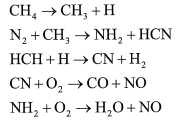 CH₄ → CH₃ + H
N₂ + CH₃ → NH₂ + HCN
HCH + H → CN + H₂
CN + O₂ → CO + NO
NH₂ + O₂ → H₂O + NO